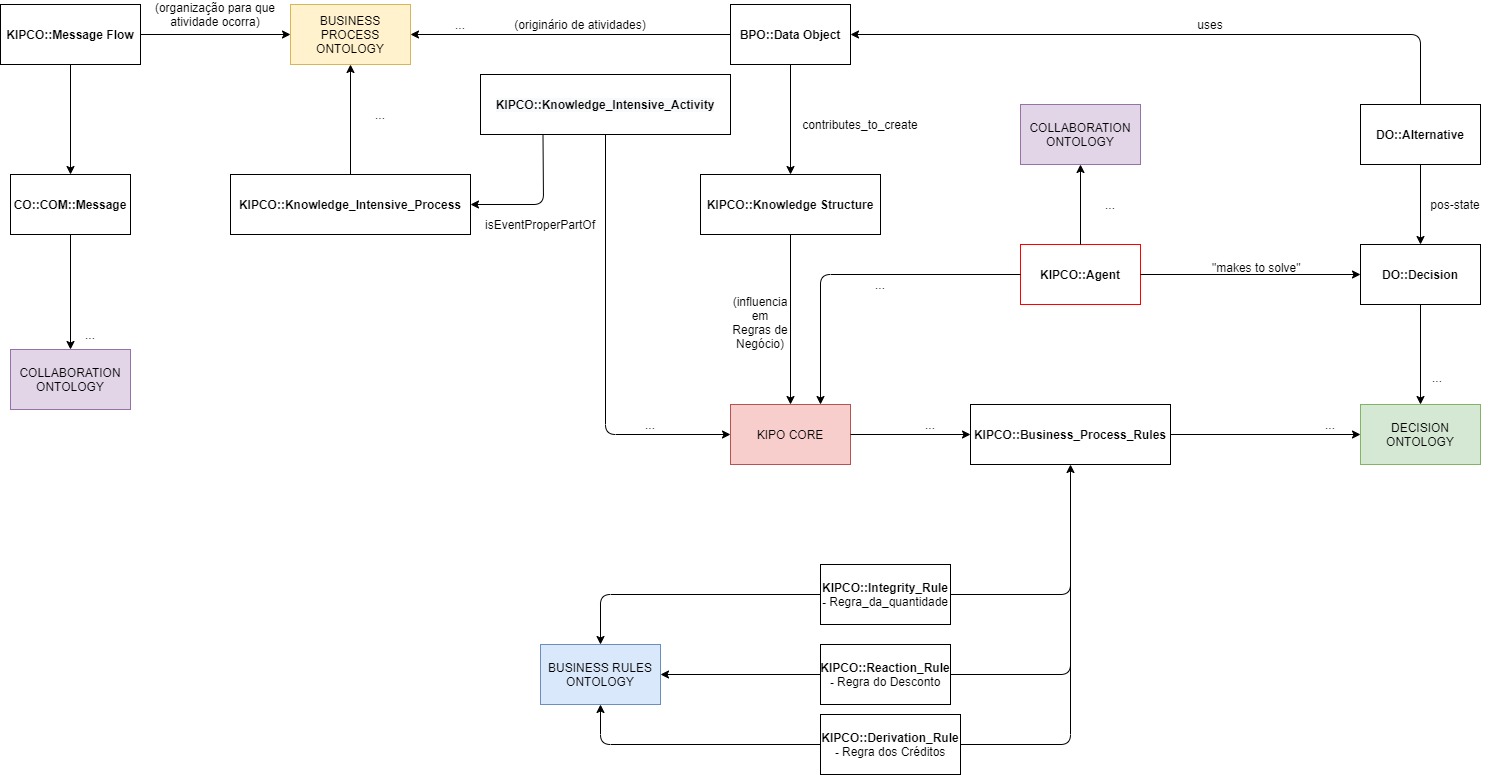 (organização para que
atividade ocorra)
KIPCO::Message Flow
BUSINESS
PROCESS
ONTOLOGY
...
(originário de atividades)
BPO::Data Object
uses
KIPCO::Knowledge_Intensive_Activity
...
contributes_to_create
COLLABORATION
ONTOLOGY
DO::Alternative
CO::COM::Message
KIPCO::Knowledge_Intensive_Process
isEventProperPartOf
KIPCO::Knowledge Structure
...
pos-state
KIPCO::Agent
"makes to solve"
DO::Decision
...
(influencia
em
Regras de
Negócio)
...
COLLABORATION
ONTOLOGY
...
...
KIPO CORE
...
KIPCO::Business_Process_Rules
...
DECISION
ONTOLOGY
KIPCO::Integrity_Rule
- Regra_da_quantidade
BUSINESS RULES
ONTOLOGY
KIPCO::Reaction_Rule
- Regra do Desconto
KIPCO::Derivation_Rule
- Regra dos Créditos